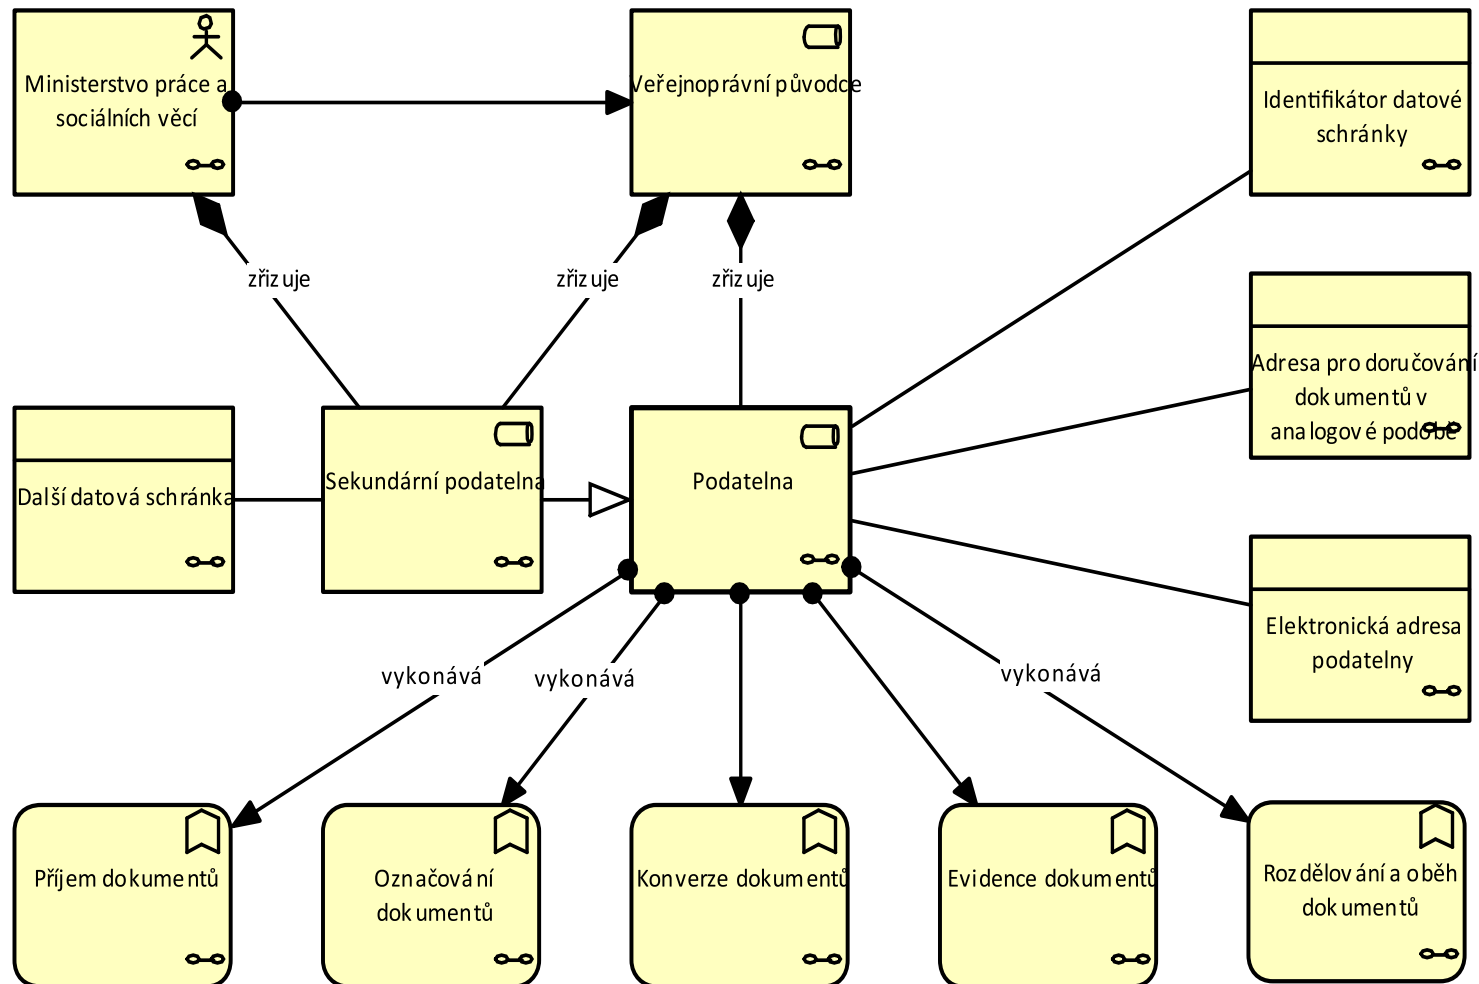 Ministerstvo práce a
sociálních věcí
Veřejnoprávní původce
Identifikátor datové
schránky
zřizuje
zřizuje
zřizuje
Adresa pro doručování
dokumentů v
analogové podobě
Další datová schránka
Sekundární podatelna
Podatelna
Elektronická adresa
podatelny
vykonává
vykonává
vykonává
Příjem dokumentů
Označování
dokumentů
Konverze dokumentů
Evidence dokumentů
Rozdělování a oběh
dokumentů